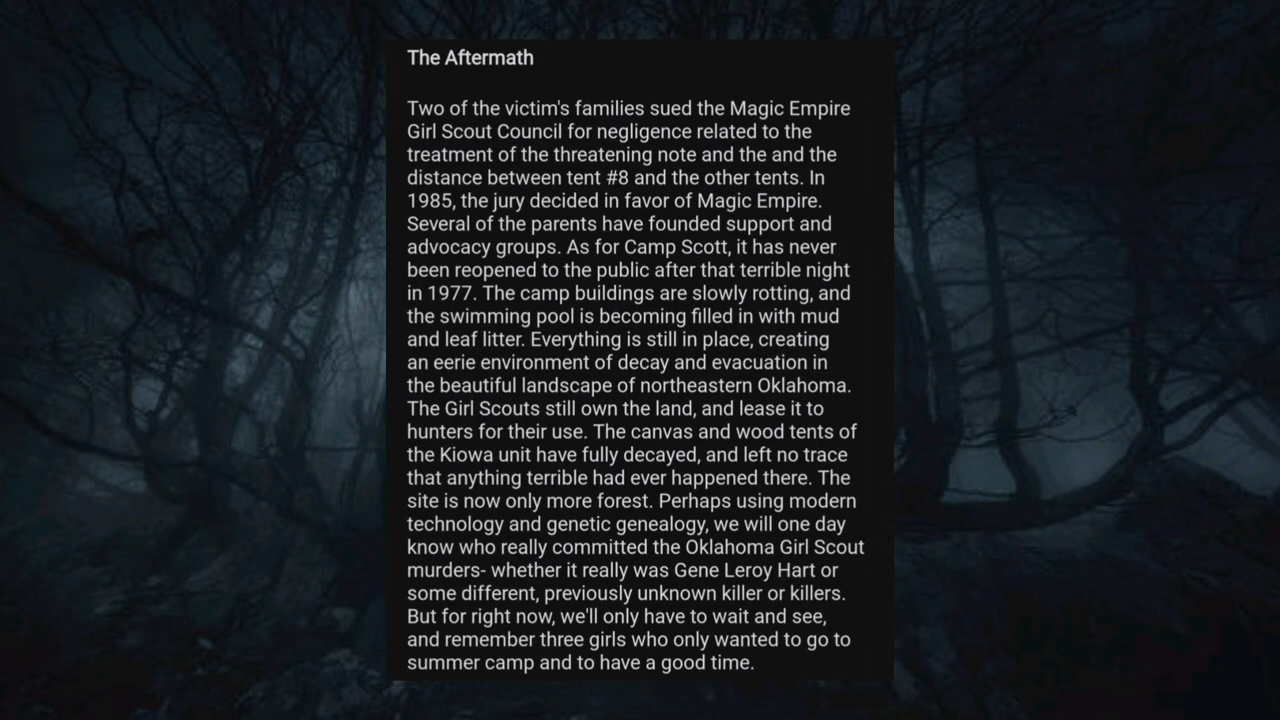 The Aftermath
Two of the victim's families sued the Magic Empire
Girl Scout Council for negligence related to the
treatment of the threatening note and the and the
distance between tent #8 and the other tents. In
1985, the jury decided in favor of Magic Empire.
Several of the parents have founded support and
advocacy groups. As for Camp Scott, it has never
been reopened to the public after that terrible night
in 1977. The camp buildings are slowly rotting, and
the swimming pool is becoming filled in with mud
and leaf litter. Everything is still in place, creating
an eerie environment of decay and evacuation in
the beautiful landscape of northeastern Oklahoma.
The Girl Scouts still own the land, and lease it to
hunters for their use. The canvas and wood tents of
the Kiowa unit have fully decayed, and left no trace
that anything terrible had ever happened there. The
site is now only more forest. Perhaps using modern
technology and genetic genealogy, we will one day
know who really committed the Oklahoma Girl Scout
murders- whether it really was Gene Leroy Hart or
some different, previously unknown killer or killers.
But for right now, we'll only have to wait and see,
and remember three girls who only wanted to go to
summer camp and to have a good time.